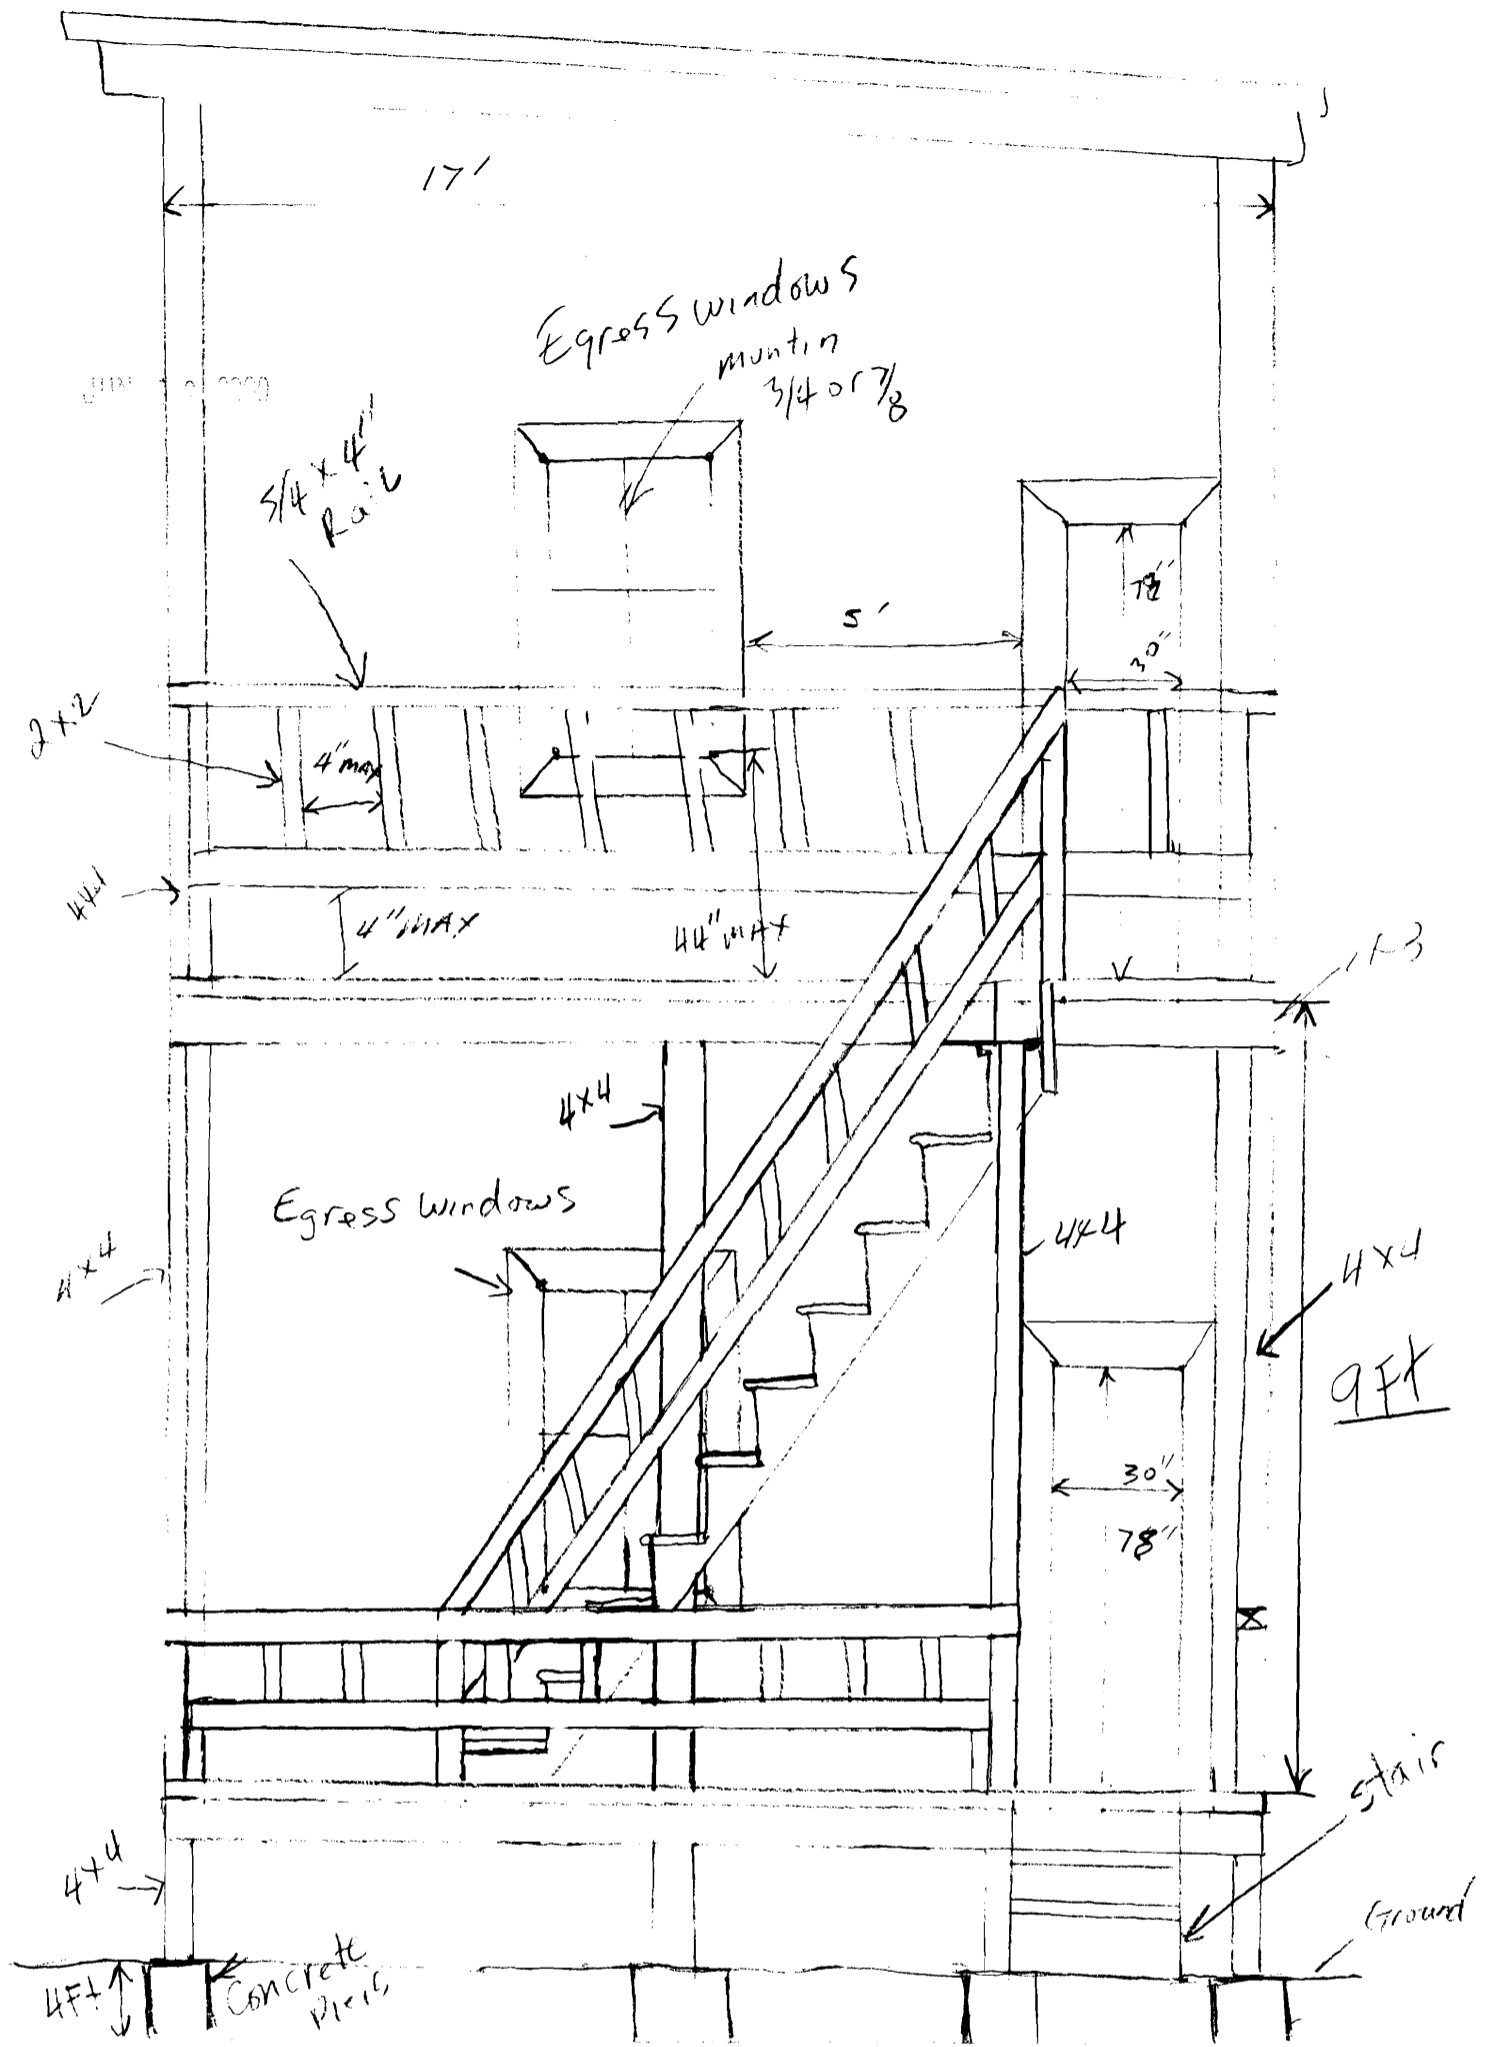 17'
Egress windows
muntin
3/4 or 7/8
5/4 x 4"
Rail
78"
5'
30"
2x2
4" MAX
4x4
4" MAX
44" MAX
4x4
Egress windows
4x4
4x4
4x4
9 Ft
30"
78"
Stair
4x4
Ground
4Ft
Concrete
Piers